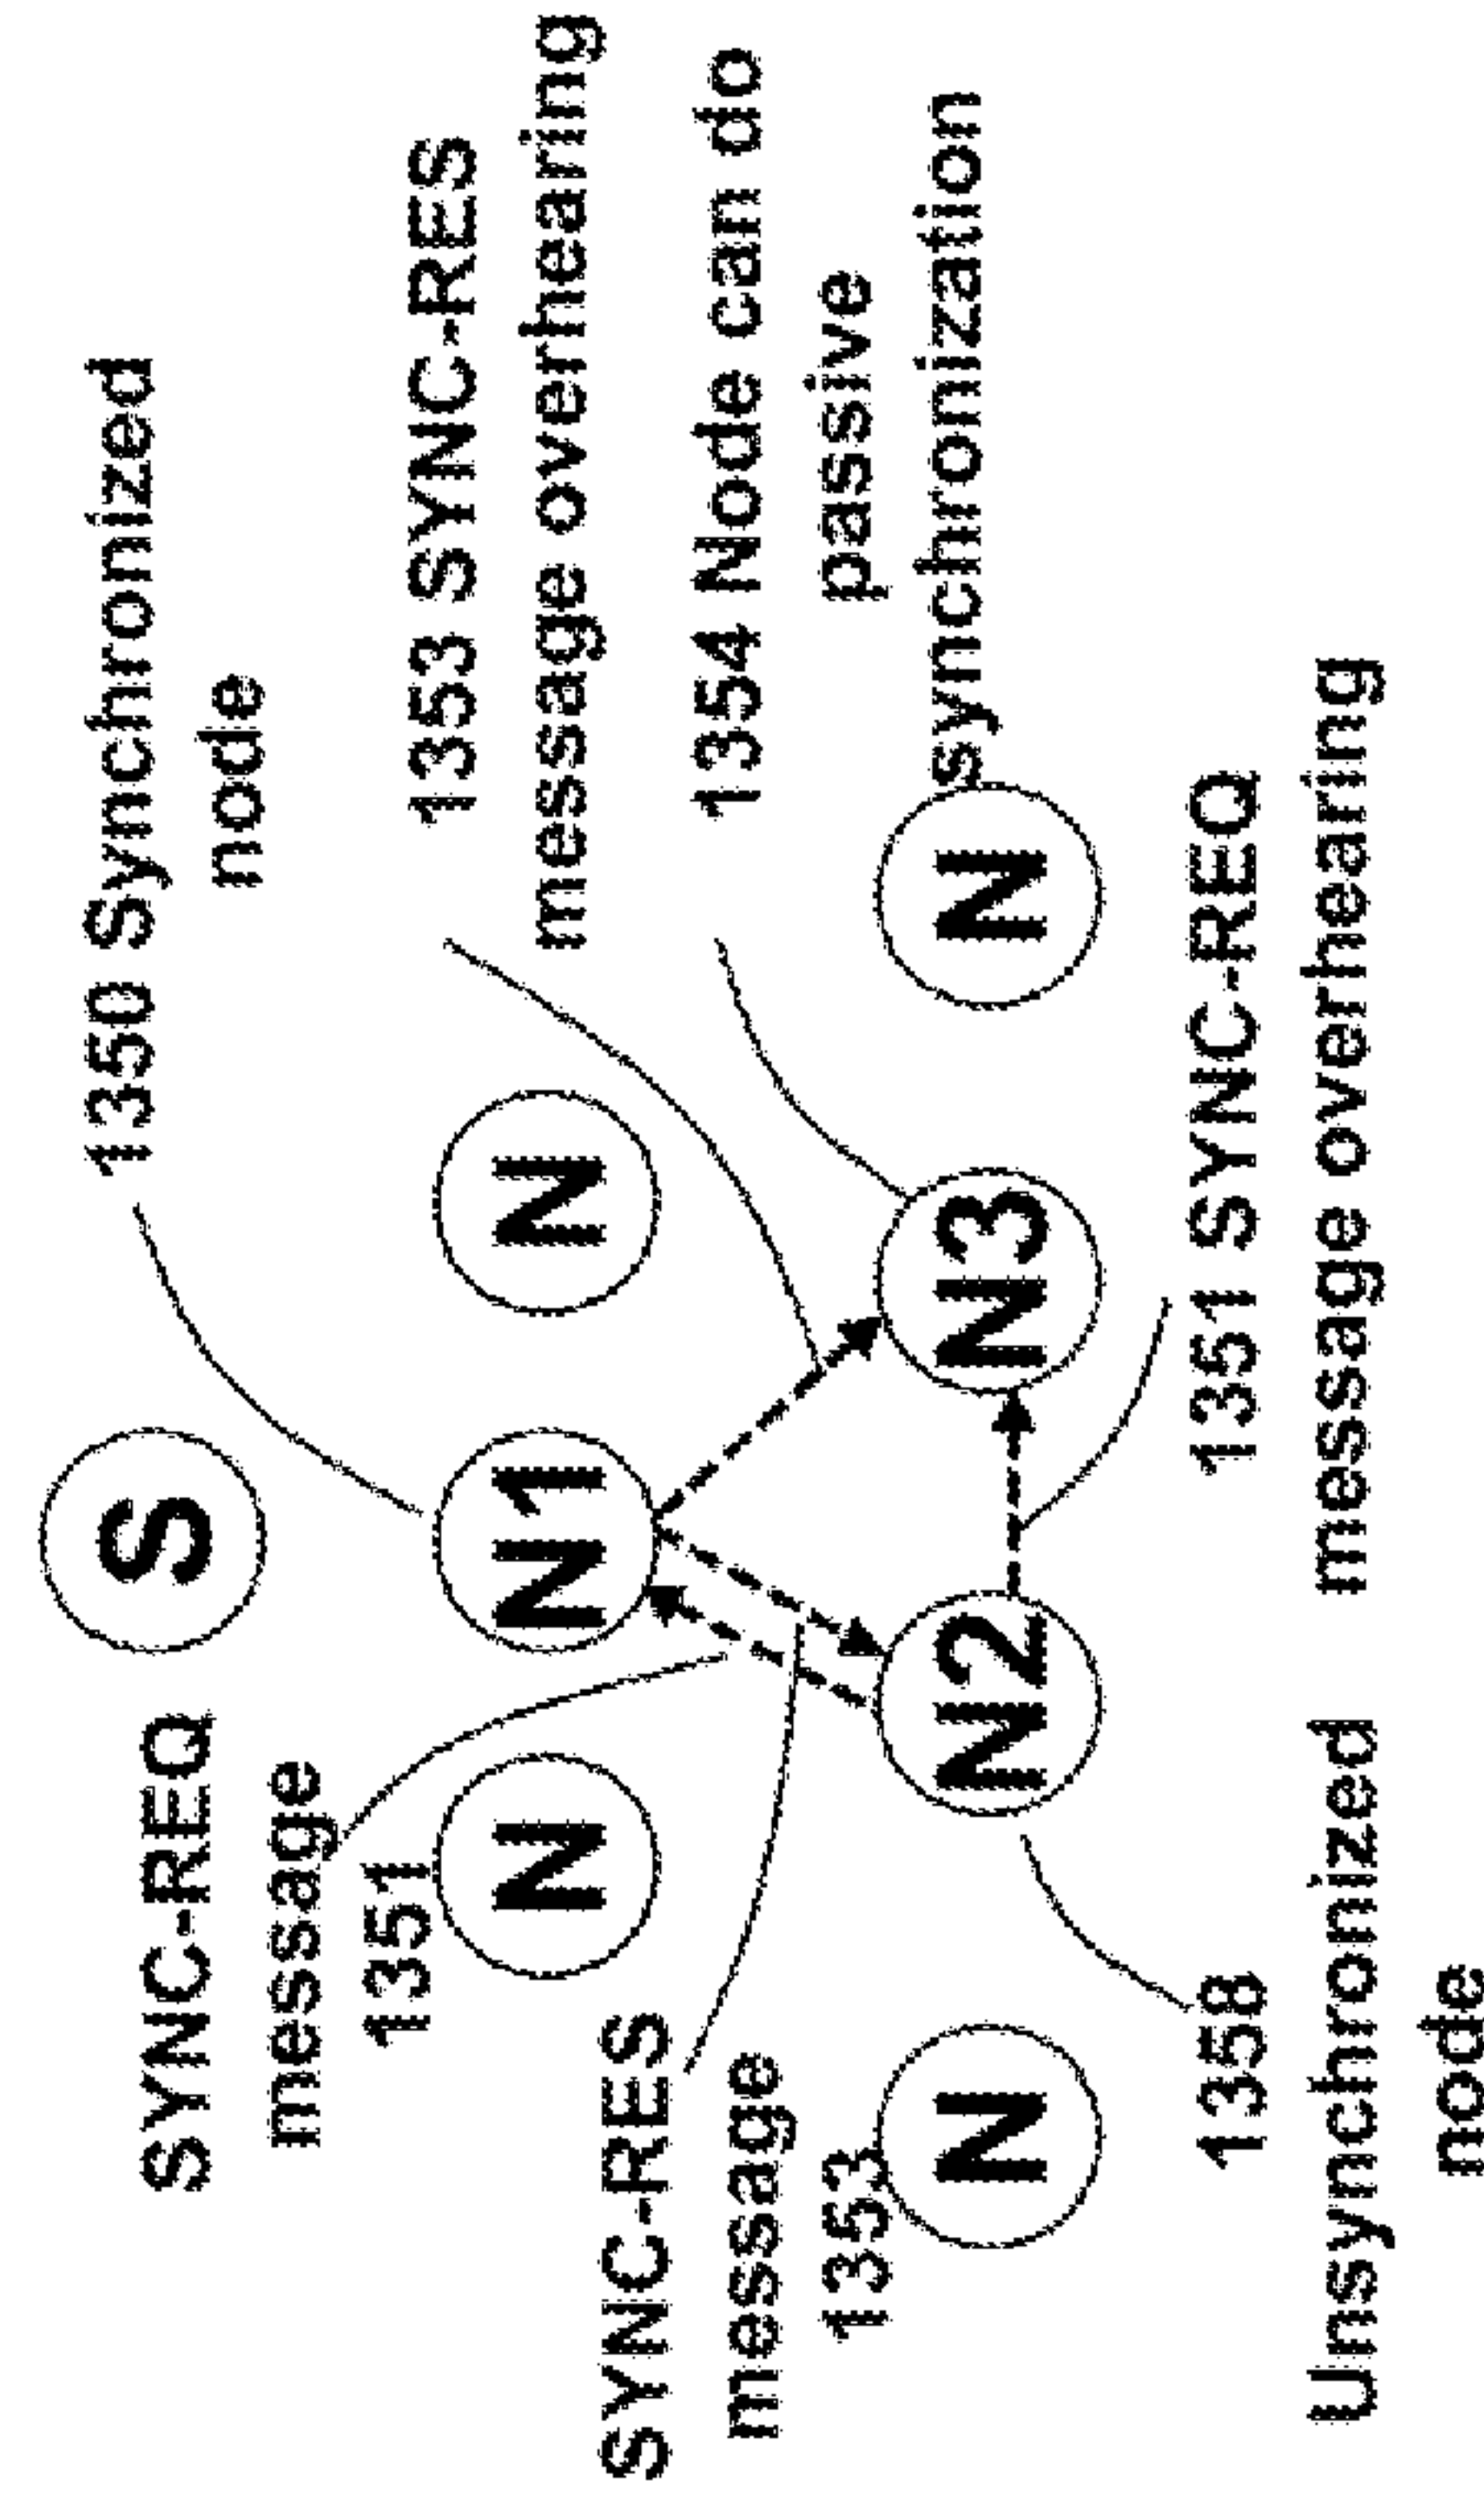 S
1350 Synchronized
node
SYNC-REQ
message
1351
1353 SYNC-RES
message overhearing
N
N1
N
SYNC-RES
message
1353
1354 Node can do
passive
synchronization
N
N2
N3
N
1358
Unsynchronized
node
1351 SYNC-REQ
message overhearing